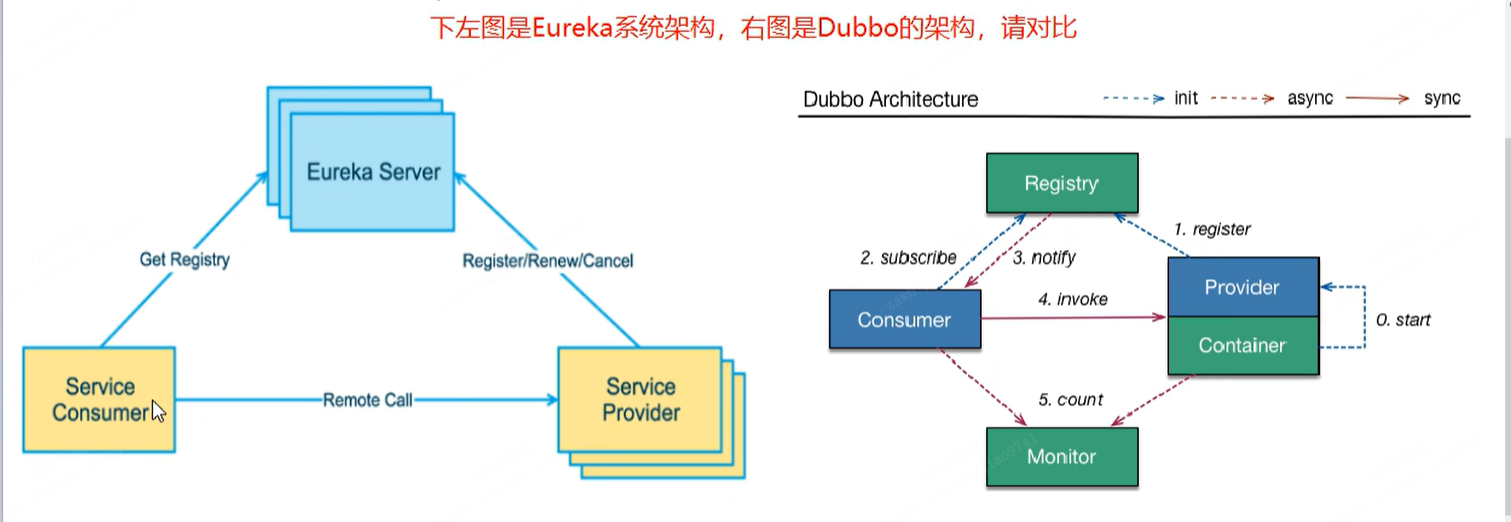 下左图是Eureka系统架构，右图是Dubbo的架构，请对比
Eureka Server
Get Registry
Register/Renew/Cancel
Service
Consumer
Remote Call
Service
Provider
Dubbo Architecture
init
async
sync
Registry
1. register
2. subscribe
3. notify
Provider
4. invoke
Consumer
0. start
Container
5. count
Monitor